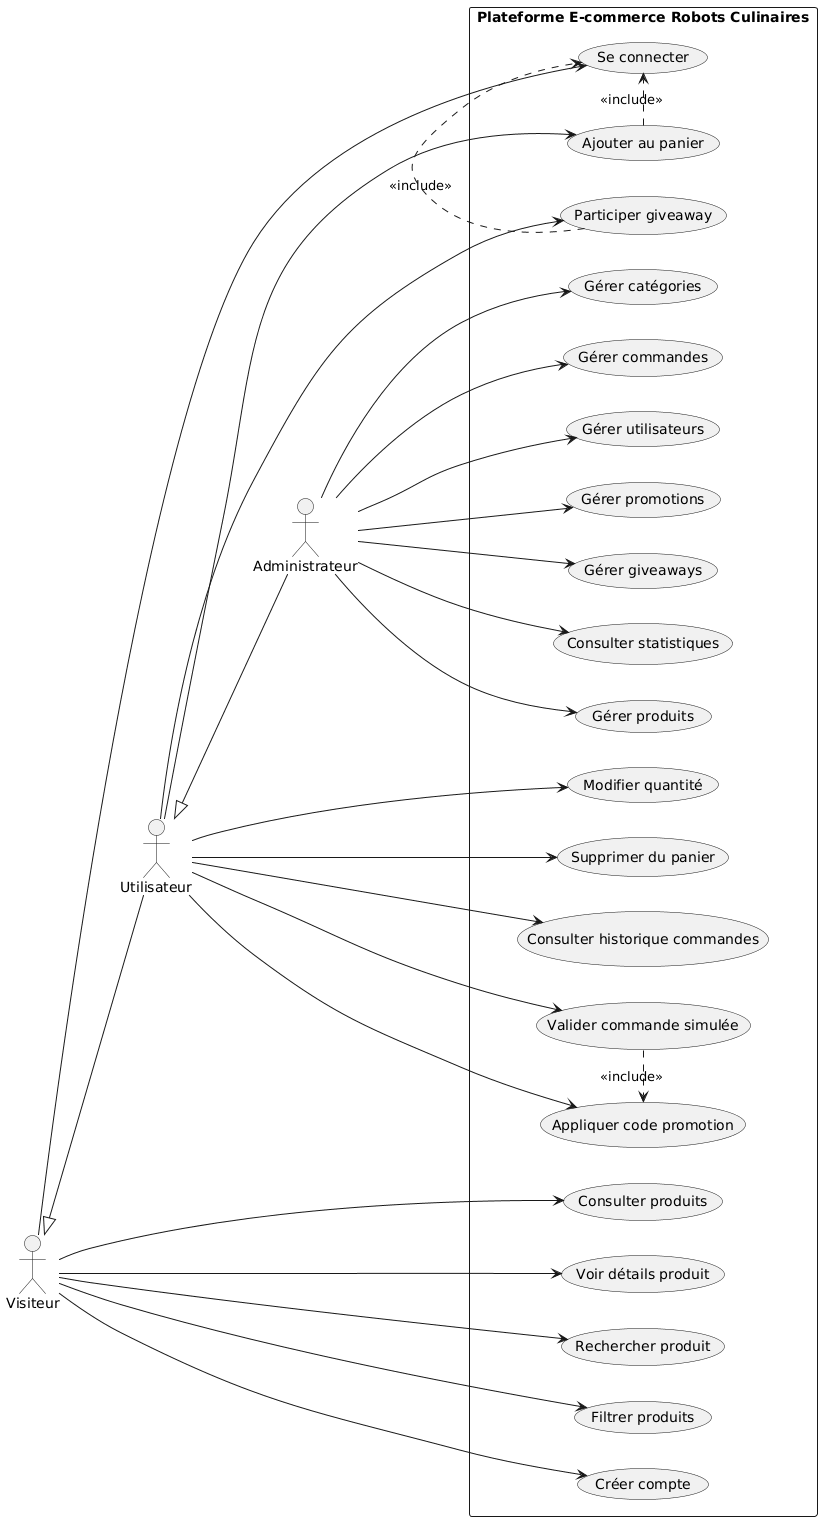 Plateforme E-commerce Robots Culinaires
Se connecter
«include»
Ajouter au panier
«include»
Participer giveaway
Gérer catégories
Gérer commandes
Gérer utilisateurs
Gérer promotions
Administrateur
Gérer giveaways
Consulter statistiques
Gérer produits
Modifier quantité
Supprimer du panier
Utilisateur
Consulter historique commandes
Valider commande simulée
«include»
Appliquer code promotion
Consulter produits
Voir détails produit
Visiteur
Rechercher produit
Filtrer produits
Créer compte